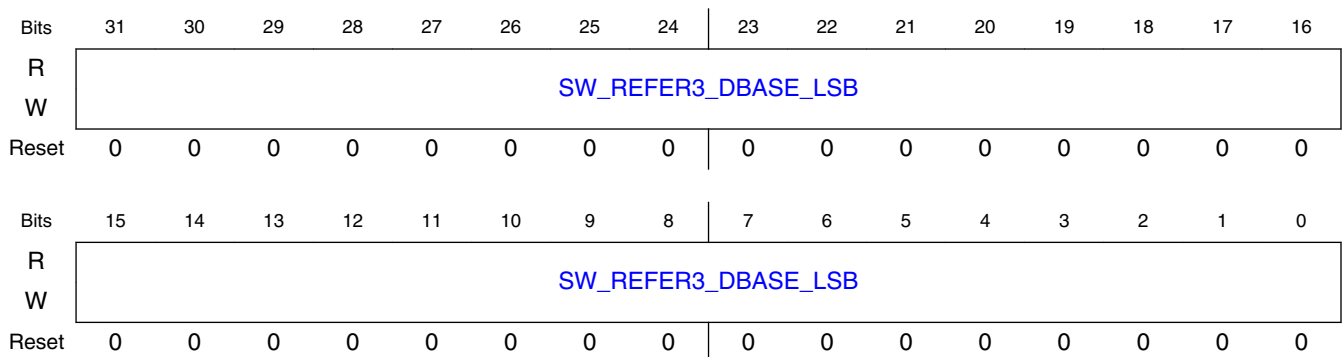 Bits 31 30 29 28 27 26 25 24 23 22 21 20 19 18 17 16
R
SW_REFER3_DBASE_LSB
W
Reset 0 0 0 0 0 0 0 0 0 0 0 0 0 0 0 0
Bits 15 14 13 12 11 10 9 8 7 6 5 4 3 2 1 0
R
SW_REFER3_DBASE_LSB
W
Reset 0 0 0 0 0 0 0 0 0 0 0 0 0 0 0 0